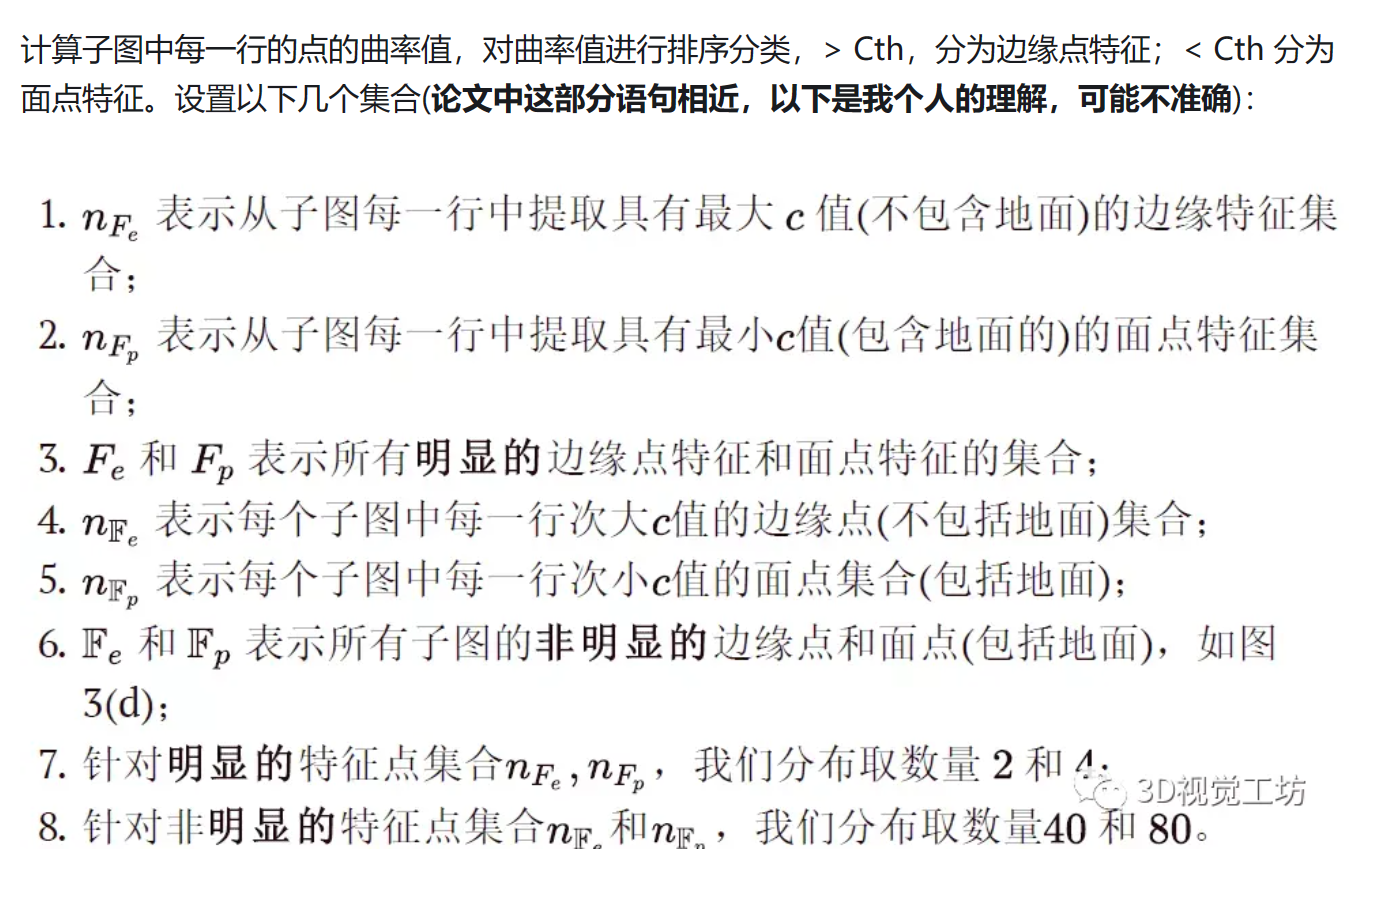 计算子图中每一行的点的曲率值，对曲率值进行排序分类，> Cth，分为边缘点特征；< Cth 分为
面点特征。设置以下几个集合(论文中这部分语句相近，以下是我个人的理解，可能不准确)：
1. n_{F_e} 表示从子图每一行中提取具有最大 c 值(不包含地面)的边缘特征集
合；
2. n_{F_p} 表示从子图每一行中提取具有最小c值(包含地面的)的面点特征集
合；
3. F_e 和 F_p 表示所有明显的边缘点特征和面点特征的集合；
4. n_{𝔽_e} 表示每个子图中每一行次大c值的边缘点(不包括地面)集合；
5. n_{𝔽_p} 表示每个子图中每一行次小c值的面点集合(包括地面)；
6. 𝔽_e 和 𝔽_p 表示所有子图的非明显的边缘点和面点(包括地面)，如图
3(d)；
7. 针对明显的特征点集合n_{F_e}, n_{F_p}，我们分布取数量 2 和 4；
3D视觉工坊
8. 针对非明显的特征点集合n_{𝔽_e}和n_{𝔽_p}，我们分布取数量40 和 80。